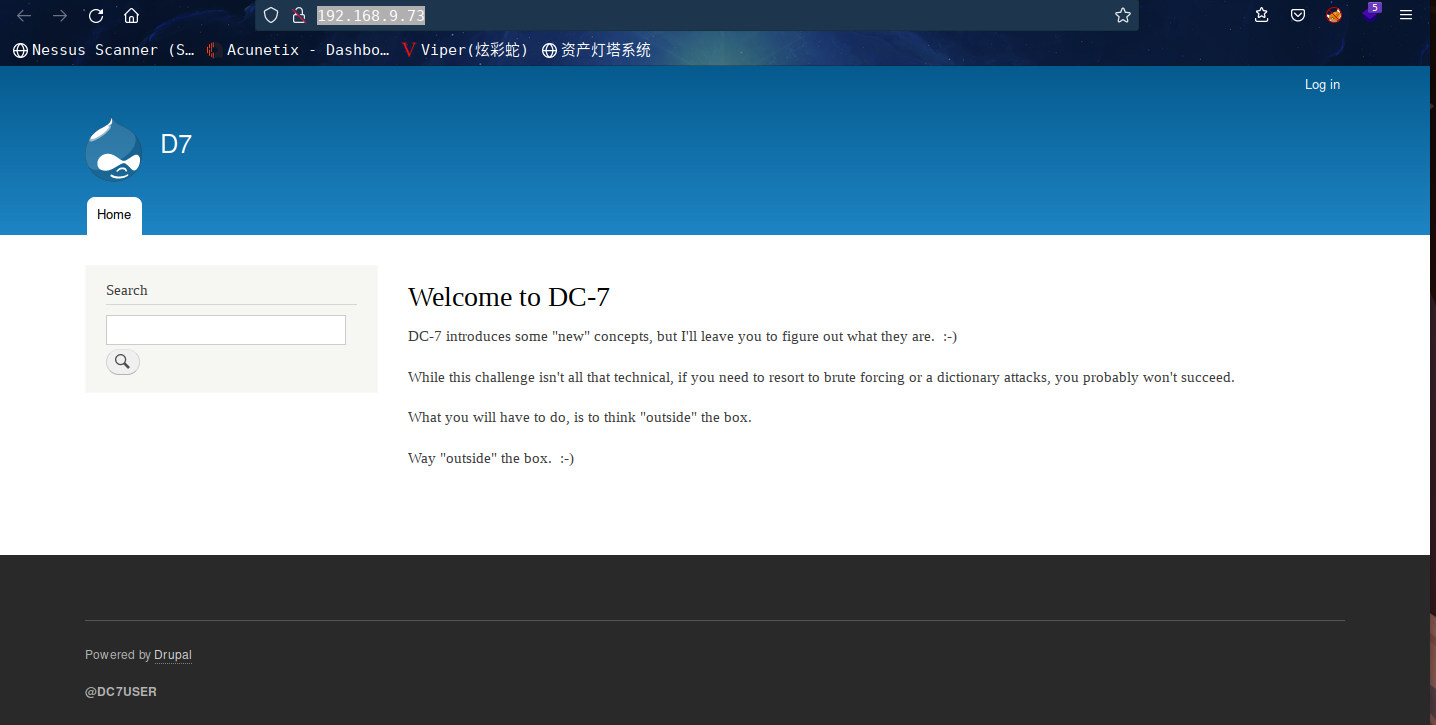 192.168.9.73
5
Nessus Scanner (S… Acunetix - Dashbo… Viper(炫彩蛇) 资产灯塔系统
Log in
D7
Home
Search
Welcome to DC-7
DC-7 introduces some "new" concepts, but I'll leave you to figure out what they are.  :-)
While this challenge isn't all that technical, if you need to resort to brute forcing or a dictionary attacks, you probably won't succeed.
What you will have to do, is to think "outside" the box.
Way "outside" the box.  :-)
Powered by Drupal
@DC7USER